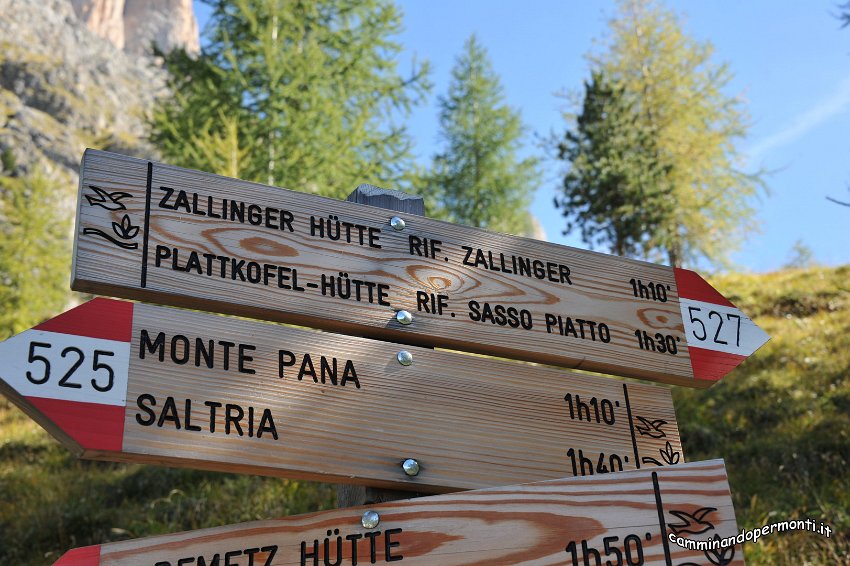 ZALLINGER HÜTTE RIF. ZALLINGER 1h10'
PLATTKOFEL-HÜTTE RIF. SASSO PIATTO 1h30'
527
525
MONTE PANA 1h10'
SALTRIA 1h40'
HÜTTE 1h50'
camminandopermonti.it